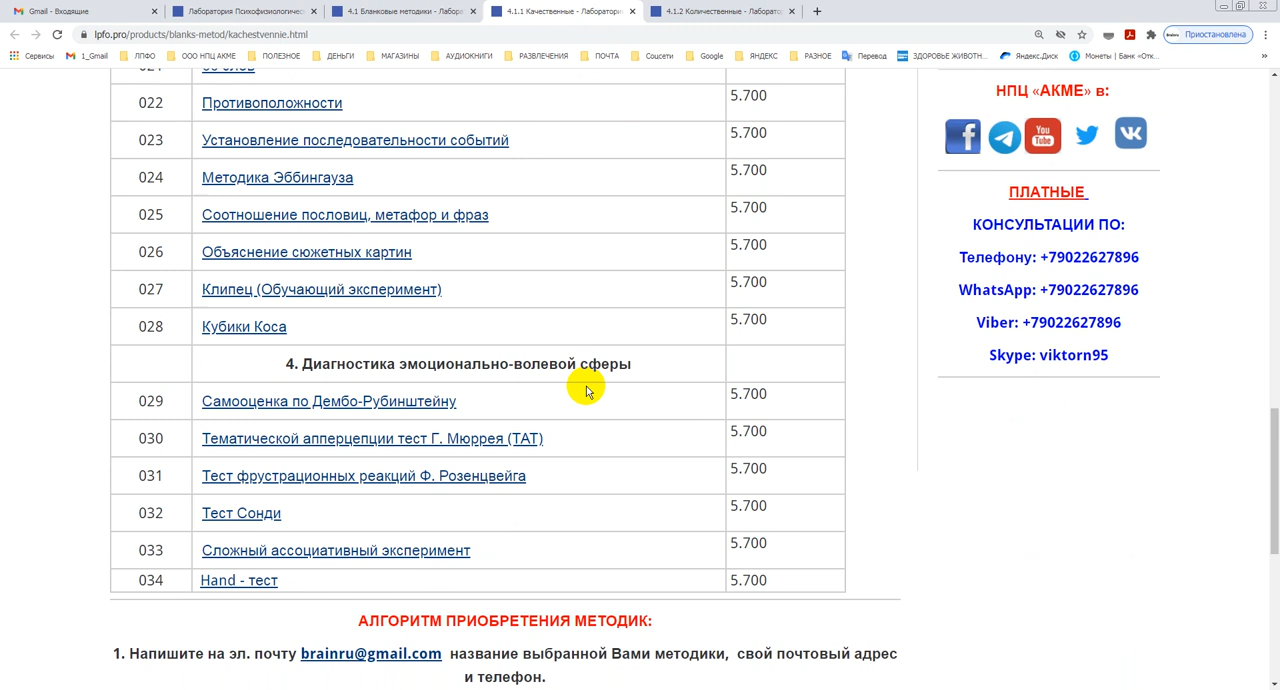 Gmail - Входящие
Лаборатория Психофизиологичес
4.1 Бланковые методики - Лабора
4.1.1 Качественные - Лаборатори
4.1.2 Количественные - Лаборато
lpfo.pro/products/blanks-metod/kachestvennie.html
Приостановлена
Сервисы
1_Gmail
ЛПФО
ООО НПЦ АКМЕ
ПОЛЕЗНОЕ
ДЕНЬГИ
МАГАЗИНЫ
АУДИОКНИГИ
РАЗВЛЕЧЕНИЯ
ПОЧТА
Соцсети
Google
ЯНДЕКС
РАЗНОЕ
Перевод
ЗДОРОВЬЕ ЖИВОТН...
Яндекс.Диск
Монеты | Банк «Отк...
022 Противоположности 5.700
023 Установление последовательности событий 5.700
024 Методика Эббингауза 5.700
025 Соотношение пословиц, метафор и фраз 5.700
026 Объяснение сюжетных картин 5.700
027 Клипец (Обучающий эксперимент) 5.700
028 Кубики Коса 5.700
4. Диагностика эмоционально-волевой сферы
029 Самооценка по Дембо-Рубинштейну 5.700
030 Тематической апперцепции тест Г. Мюррея (ТАТ) 5.700
031 Тест фрустрационных реакций Ф. Розенцвейга 5.700
032 Тест Сонди 5.700
033 Сложный ассоциативный эксперимент 5.700
034 Hand - тест 5.700
АЛГОРИТМ ПРИОБРЕТЕНИЯ МЕТОДИК:
1. Напишите на эл. почту brainru@gmail.com название выбранной Вами методики, свой почтовый адрес
и телефон.
НПЦ «АКМЕ» в:
You
Tube
ПЛАТНЫЕ
КОНСУЛЬТАЦИИ ПО:
Телефону: +79022627896
WhatsApp: +79022627896
Viber: +79022627896
Skype: viktorn95